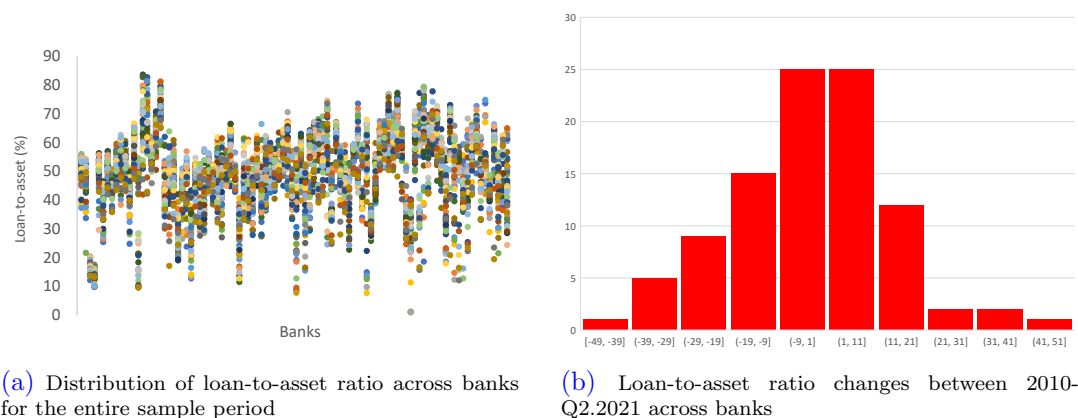 90
80
70
60
50
40
30
20
10
0
Loan-to-asset (%)
Banks
(a) Distribution of loan-to-asset ratio across banks
for the entire sample period
30
25
20
15
10
5
0
[-49, -39] (-39, -29] (-29, -19] (-19, -9] (-9, 1] (1, 11] (11, 21] (21, 31] (31, 41] (41, 51]
(b) Loan-to-asset ratio changes between 2010-
Q2.2021 across banks